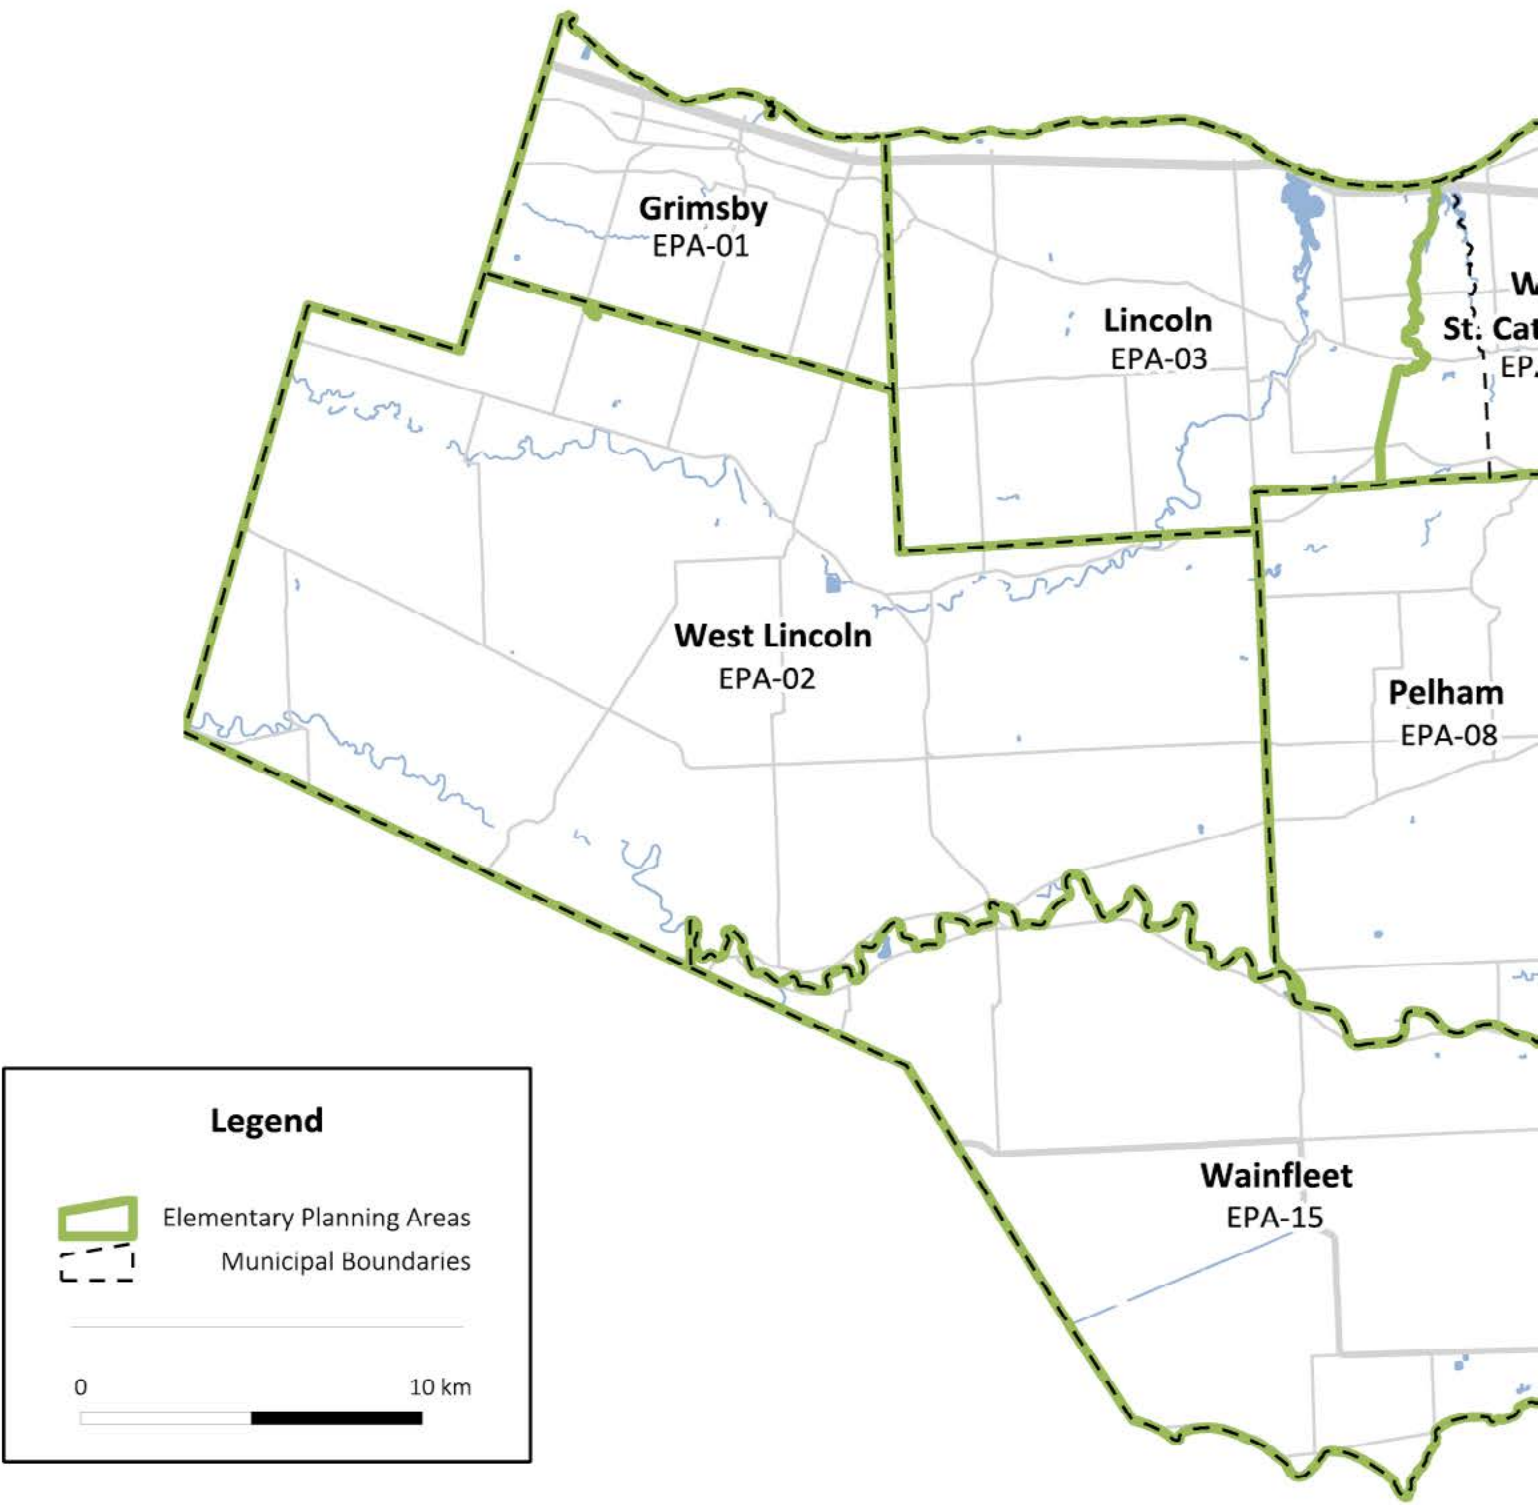 Grimsby
EPA-01
Lincoln
EPA-03
St.
West Lincoln
EPA-02
Pelham
EPA-08
Wainfleet
EPA-15
Legend
Elementary Planning Areas
Municipal Boundaries
0 10 km